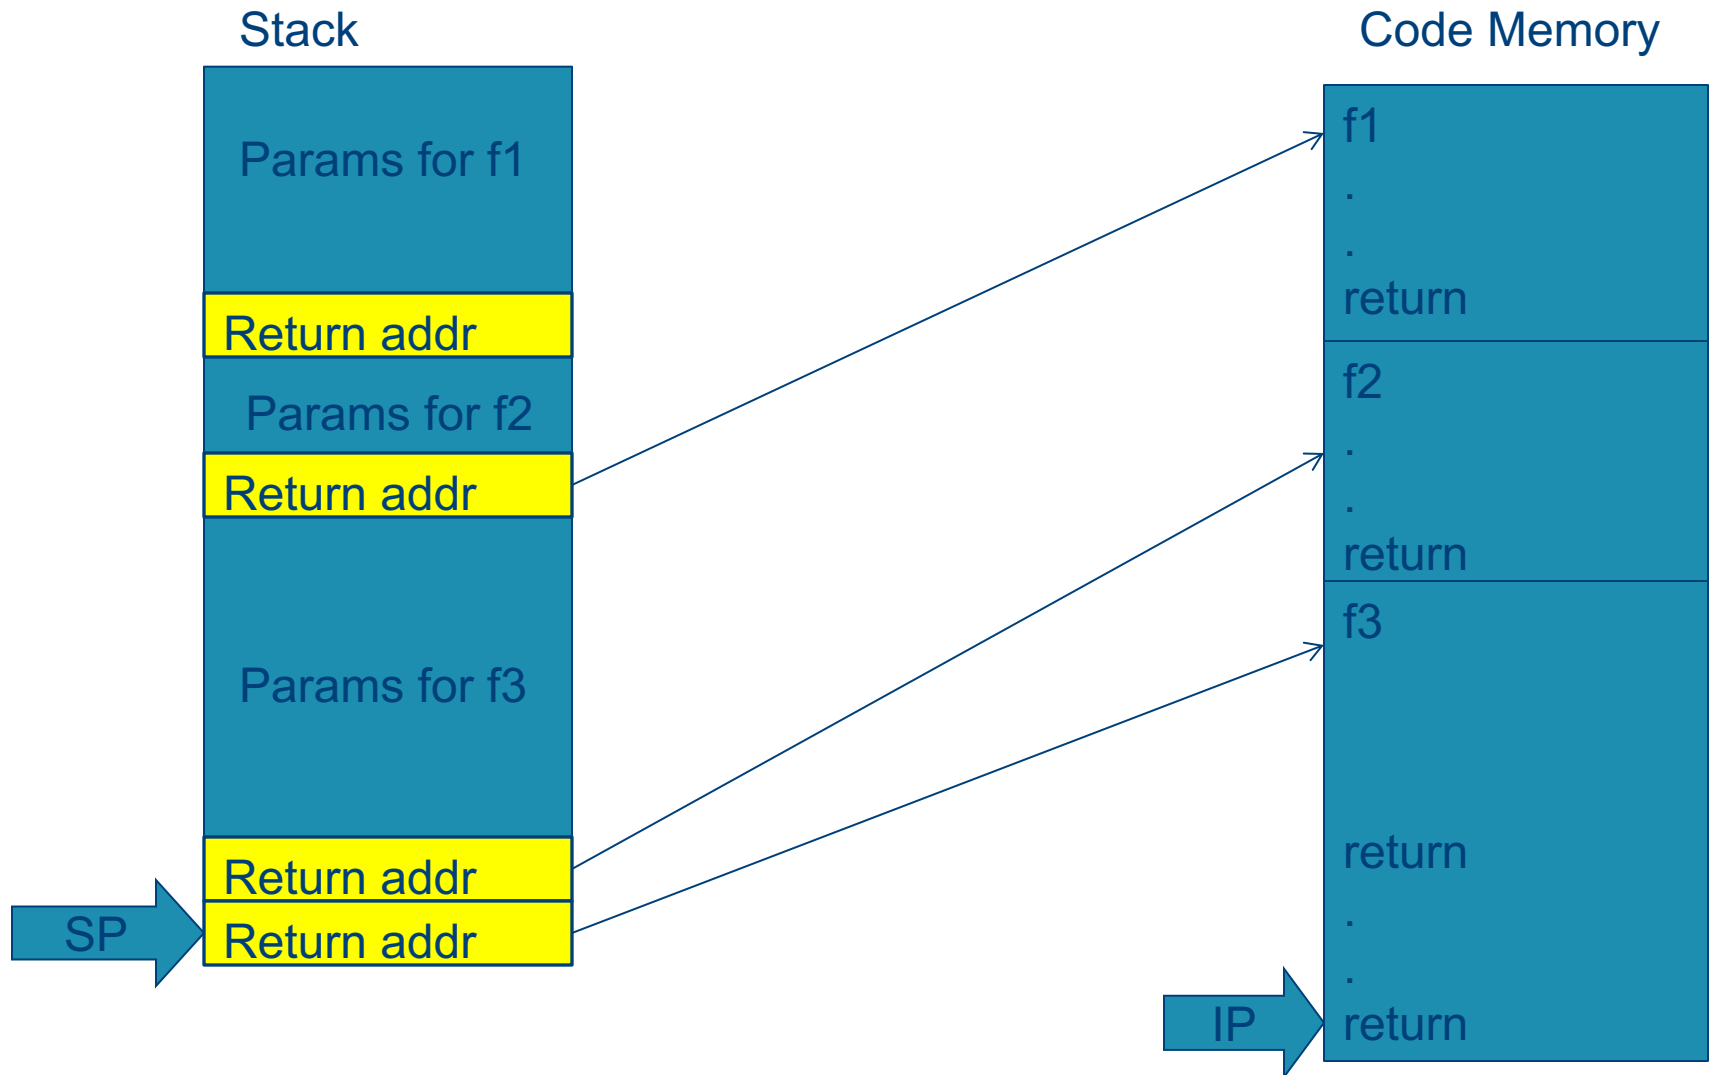 Stack
Params for f1
Return addr
Params for f2
Return addr
Params for f3
Return addr
SP
Return addr
Code Memory
f1
.
.
return
f2
.
.
return
f3
return
.
.
IP
return